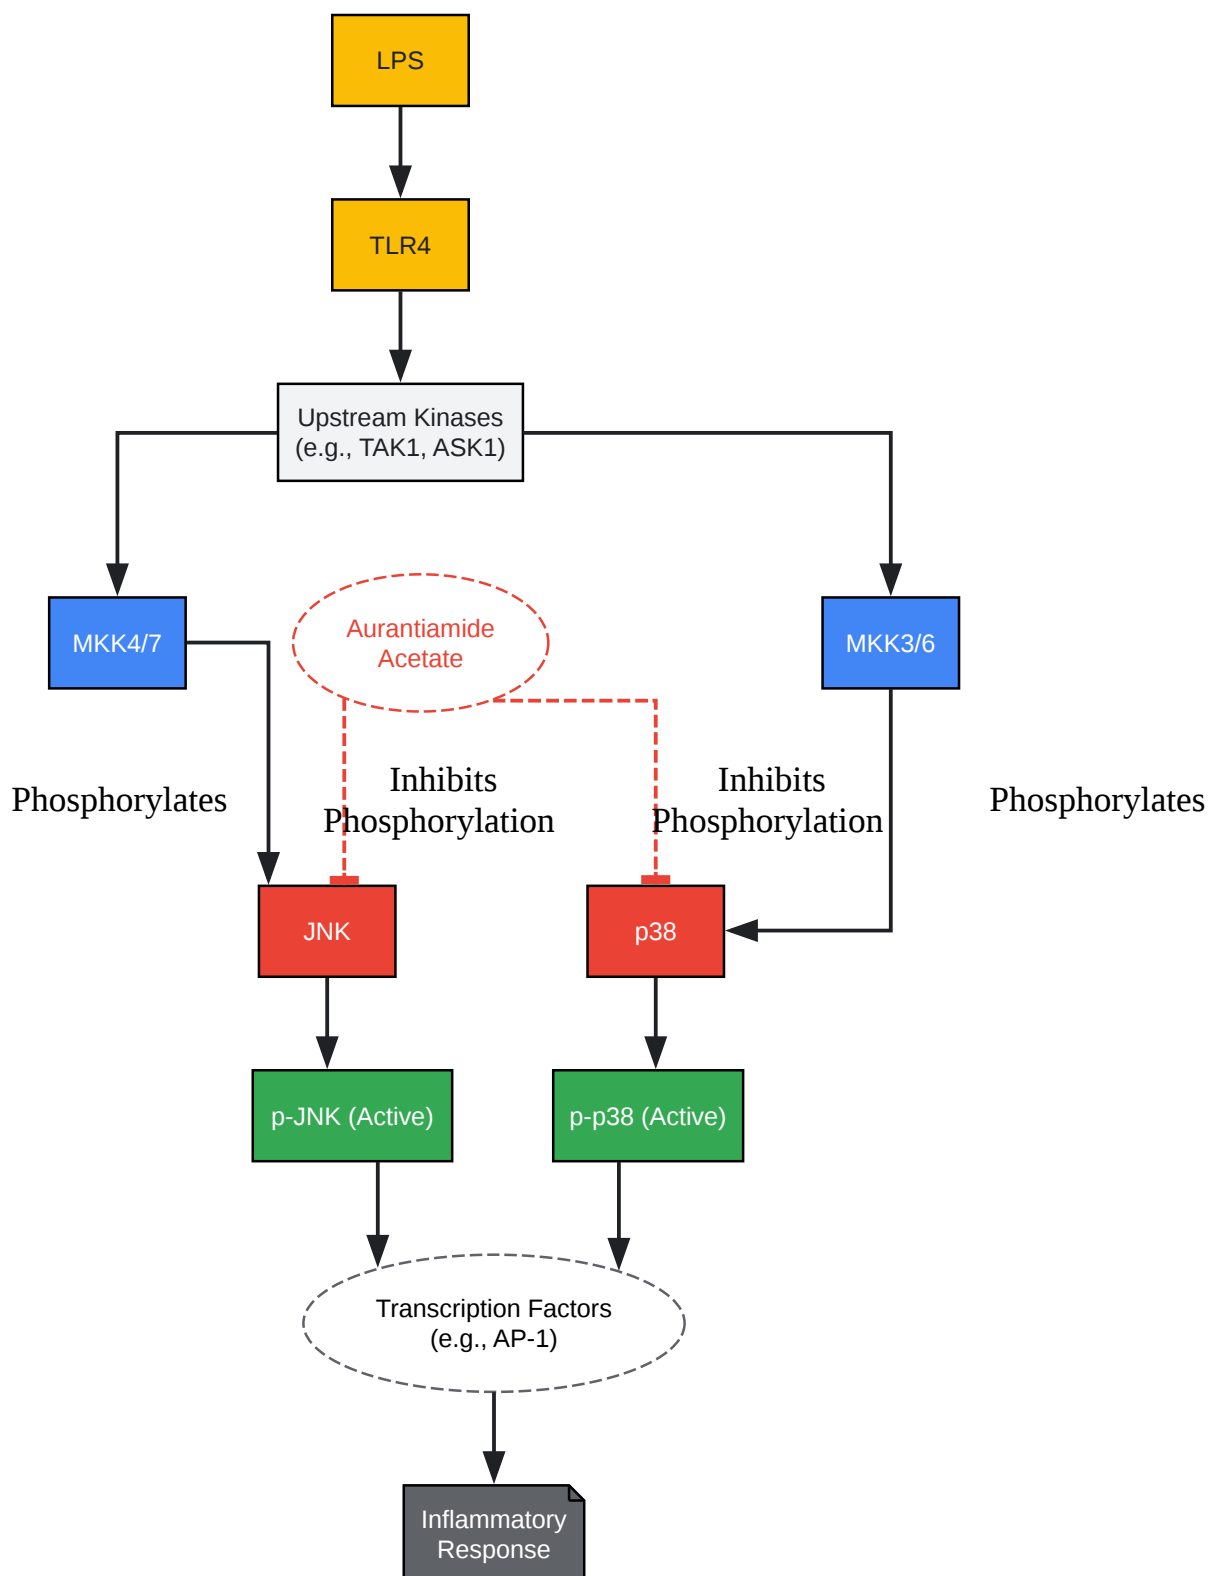 LPS
TLR4
Upstream Kinases
(e.g., TAK1, ASK1)
Aurantiamide
Acetate
MKK4/7
MKK3/6
Phosphorylates
Inhibits
Phosphorylation
Inhibits
Phosphorylation
Phosphorylates
JNK
p38
p-JNK (Active)
p-p38 (Active)
Transcription Factors
(e.g., AP-1)
Inflammatory
Response